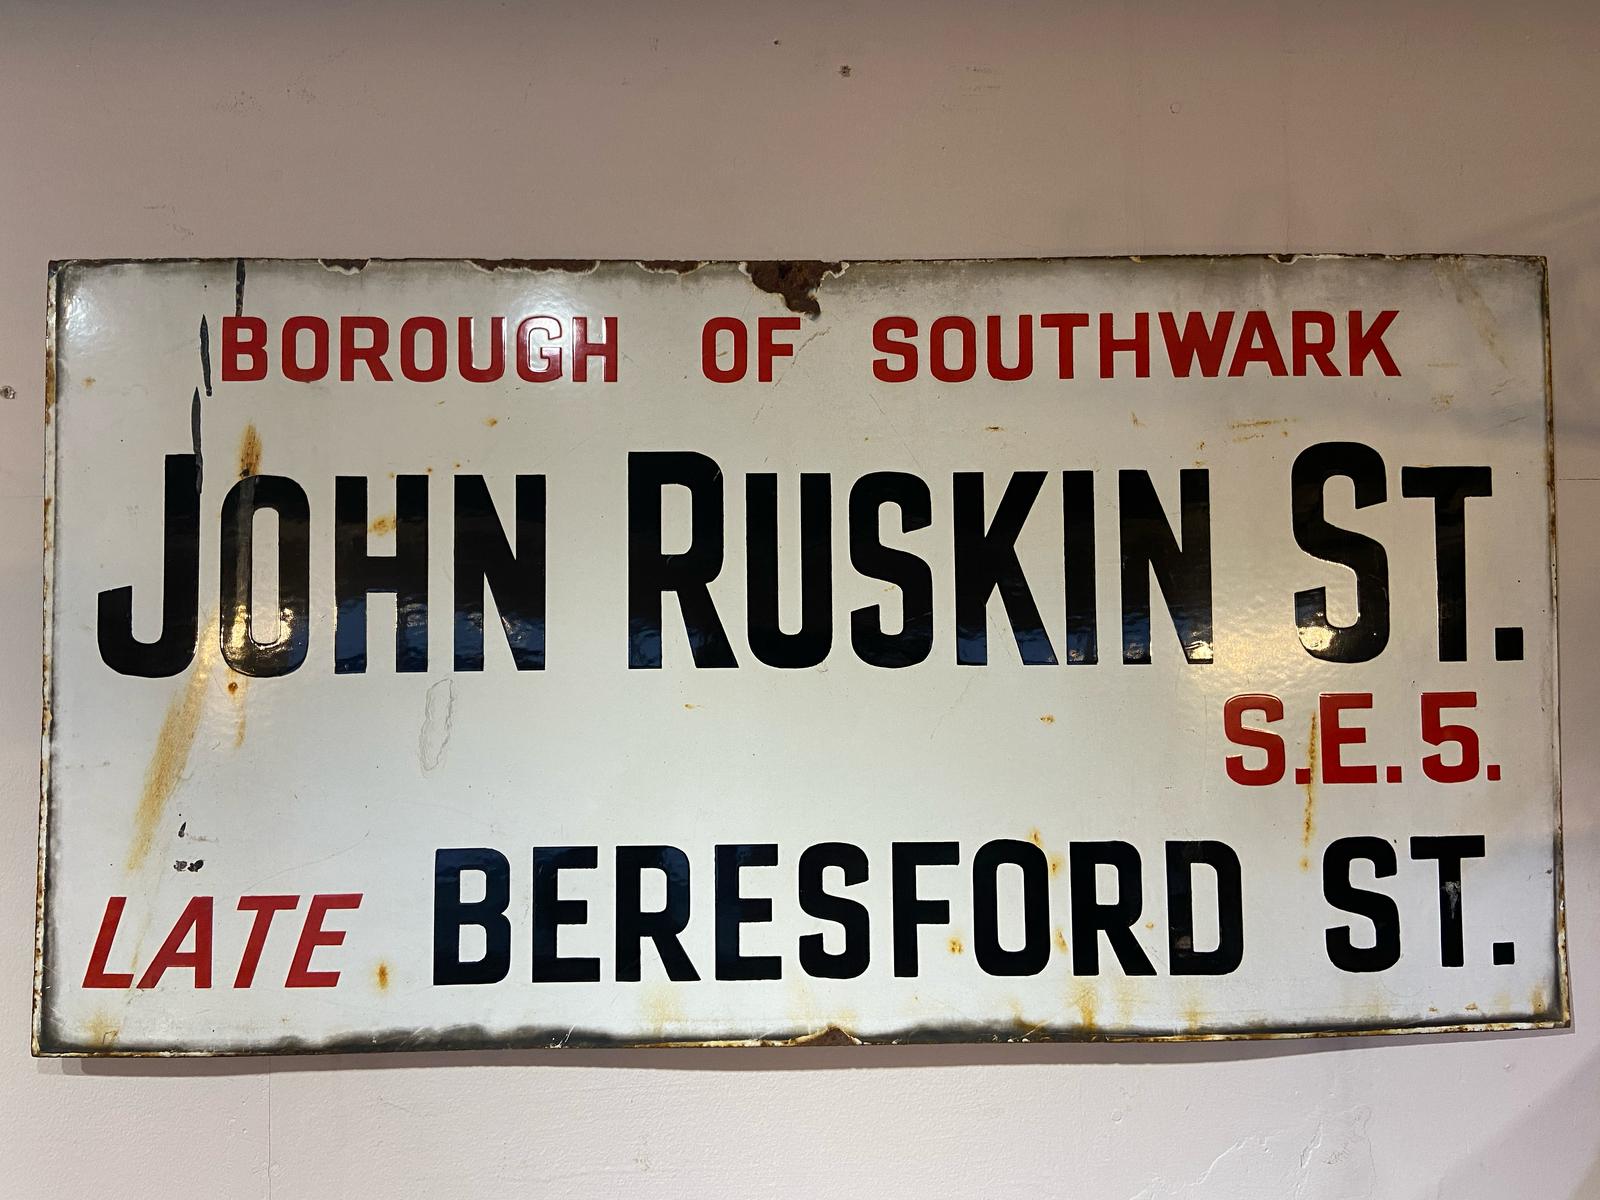 BOROUGH OF SOUTHWARK
JOHN RUSKIN ST.
S.E.5.
LATE BERESFORD ST.